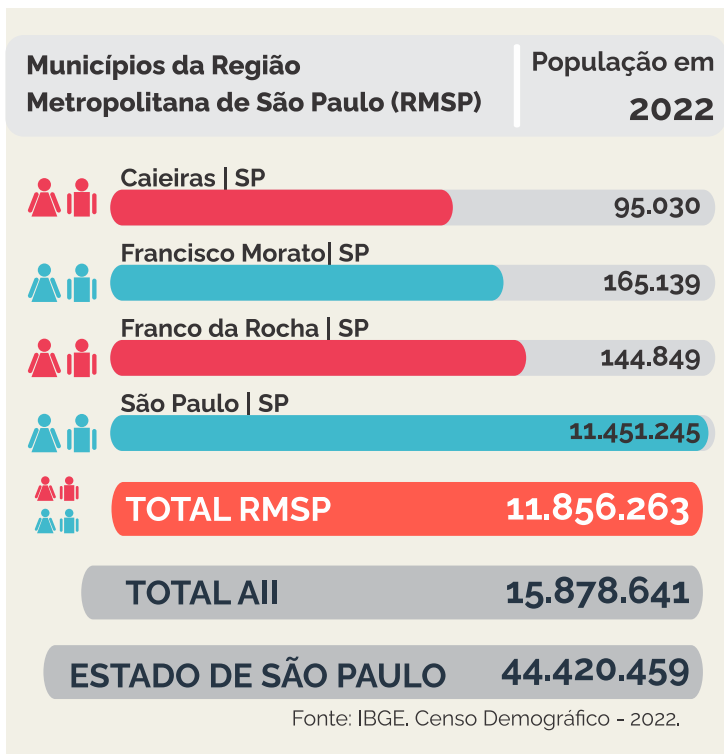 Municípios da Região
Metropolitana de São Paulo (RMSP)
População em
2022
Caieiras | SP
95.030
Francisco Morato| SP
165.139
Franco da Rocha | SP
144.849
São Paulo | SP
11.451.245
TOTAL RMSP 11.856.263
TOTAL AII 15.878.641
ESTADO DE SÃO PAULO 44.420.459
Fonte: IBGE. Censo Demográfico - 2022.